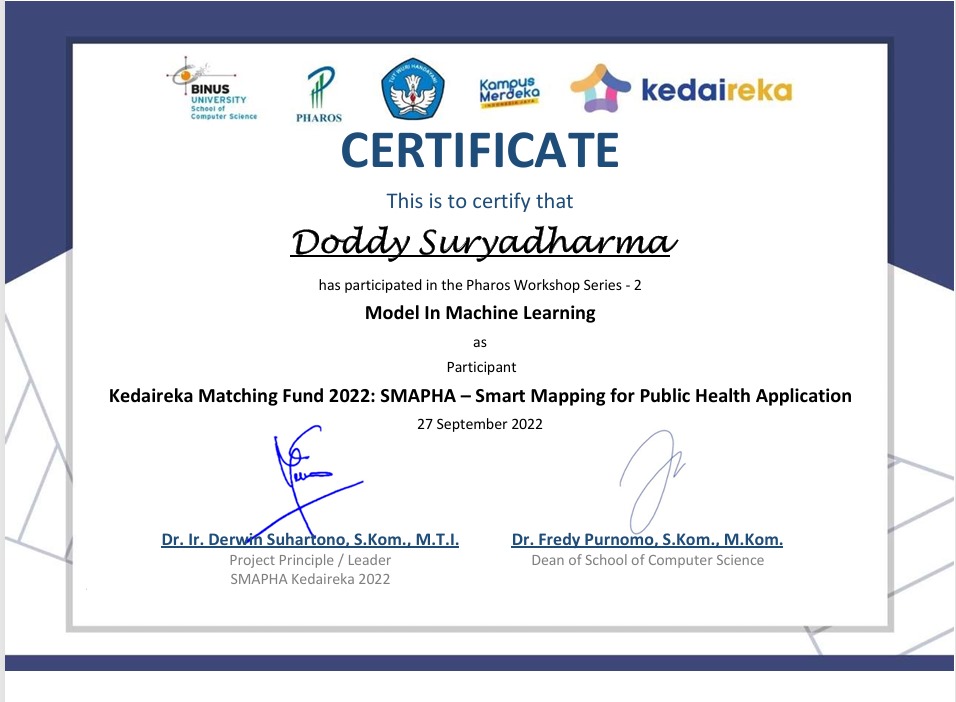 BINUS
UNIVERSITY
School of
Computer Science
PHAROS
TUT WURI HANDAYANI
Kampus
Merdeka
INDONESIA JAYA
kedaireka
CERTIFICATE
This is to certify that
Doddy Suryadharma
has participated in the Pharos Workshop Series - 2
Model In Machine Learning
as
Participant
Kedaireka Matching Fund 2022: SMAPHA – Smart Mapping for Public Health Application
27 September 2022
Dr. Ir. Derwin Suhartono, S.Kom., M.T.I.
Project Principle / Leader
SMAPHA Kedaireka 2022
Dr. Fredy Purnomo, S.Kom., M.Kom.
Dean of School of Computer Science